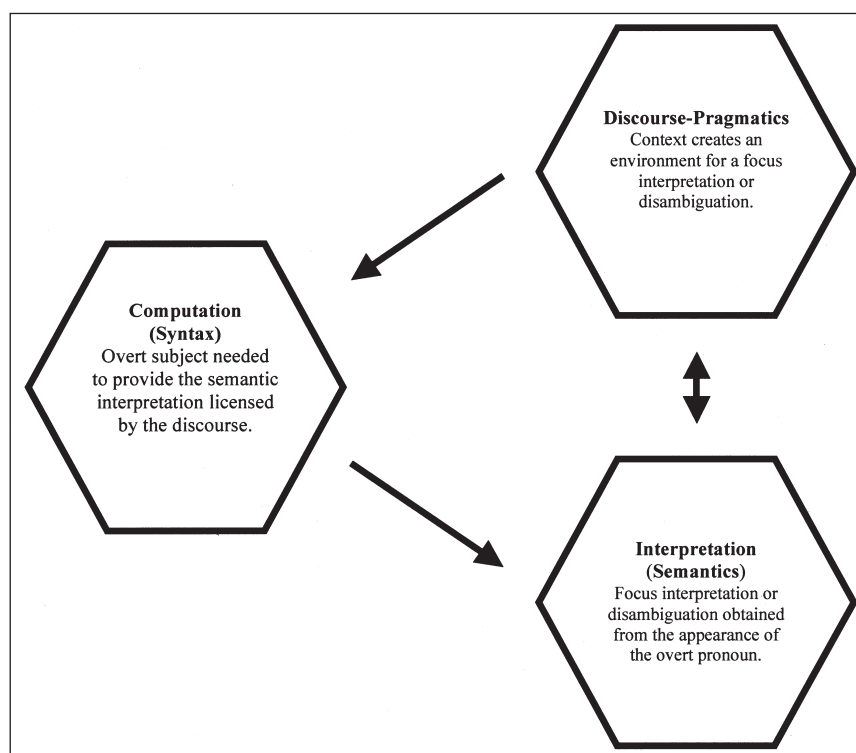 Discourse-Pragmatics
Context creates an
environment for a focus
interpretation or
disambiguation.
Computation
(Syntax)
Overt subject needed
to provide the semantic
interpretation licensed
by the discourse.
Interpretation
(Semantics)
Focus interpretation or
disambiguation obtained
from the appearance of
the overt pronoun.